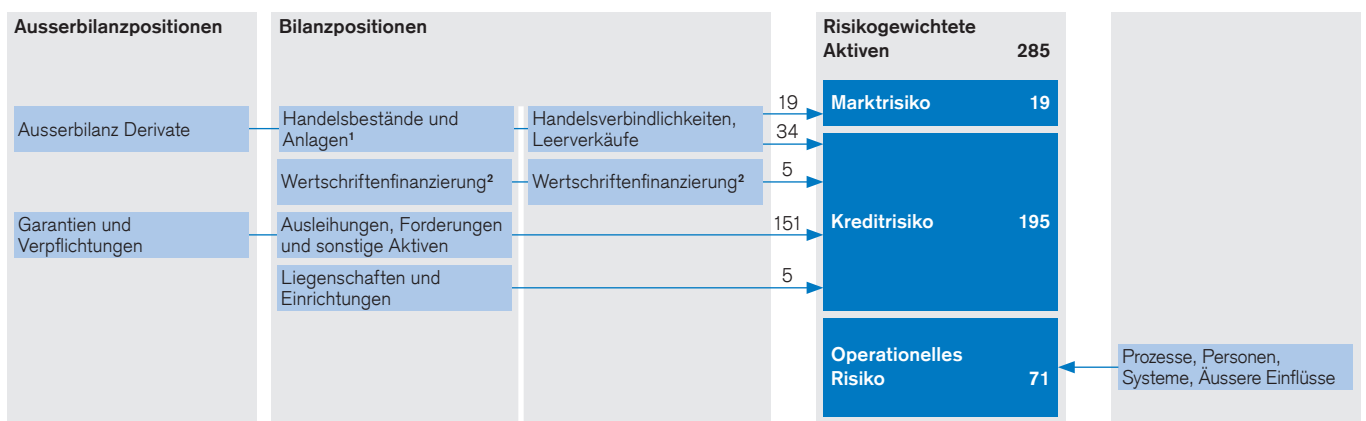 Ausserbilanzpositionen
Bilanzpositionen
Risikogewichtete
Aktiven 285
Ausserbilanz Derivate
Handelsbestände und
Anlagen¹
Handelsverbindlichkeiten,
Leerverkäufe
19
34
Marktrisiko 19
Wertschriftenfinanzierung²
Wertschriftenfinanzierung²
5
Garantien und
Verpflichtungen
Ausleihungen, Forderungen
und sonstige Aktiven
151
Kreditrisiko 195
Liegenschaften und
Einrichtungen
5
Operationelles
Risiko 71
Prozesse, Personen,
Systeme, Äussere Einflüsse